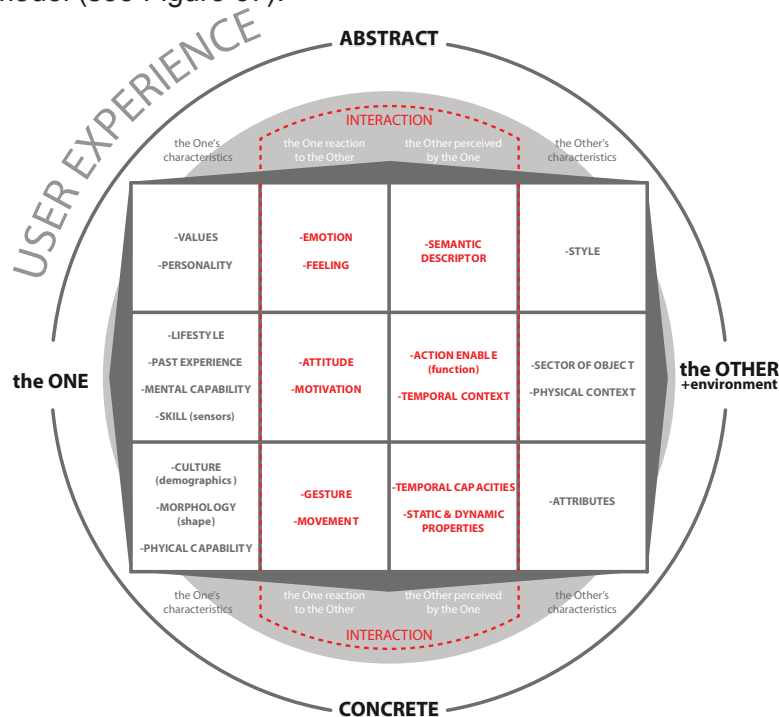 model (see Figure 67).
ABSTRACT
USER EXPERIENCE
INTERACTION
the One's
characteristics
the One reaction
to the Other
the Other perceived
by the One
the Other's
characteristics
-VALUES
-PERSONALITY
-EMOTION
-FEELING
-SEMANTIC
DESCRIPTOR
-STYLE
the ONE
-LIFESTYLE
-PAST EXPERIENCE
-MENTAL CAPABILITY
-SKILL (sensors)
-ATTITUDE
-MOTIVATION
-ACTION ENABLE
(function)
-TEMPORAL CONTEXT
-SECTOR OF OBJECT
-PHYSICAL CONTEXT
the OTHER
+environment
-CULTURE
(demographics)
-MORPHOLOGY
(shape)
-PHYICAL CAPABILITY
-GESTURE
-MOVEMENT
-TEMPORAL CAPACITIES
-STATIC & DYNAMIC
PROPERTIES
-ATTRIBUTES
the One's
characteristics
the One reaction
to the Other
the Other perceived
by the One
the Other's
characteristics
INTERACTION
CONCRETE